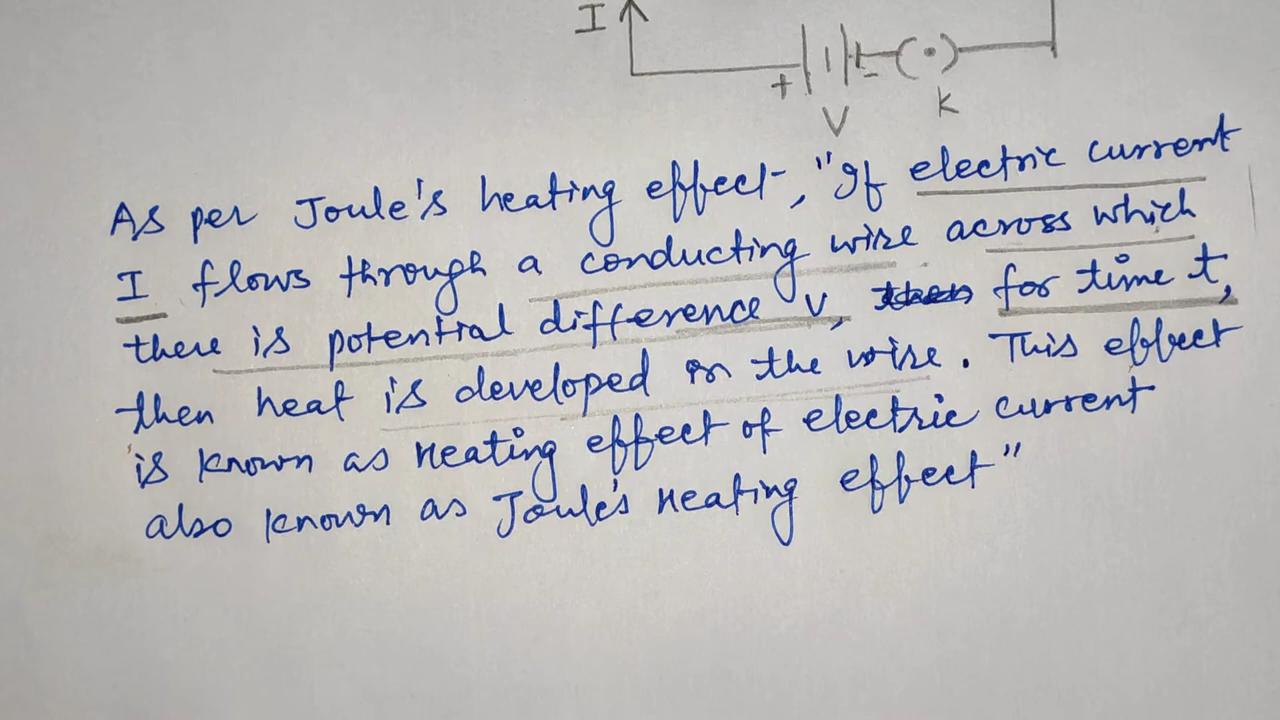 I
+ -
V
K
As per Joule's heating effect, "If electric current
I flows through a conducting wire across which
there is potential difference V, then for time t,
then heat is developed in the wire. This effect
is known as Heating effect of electric current
also known as Joule's Heating effect"